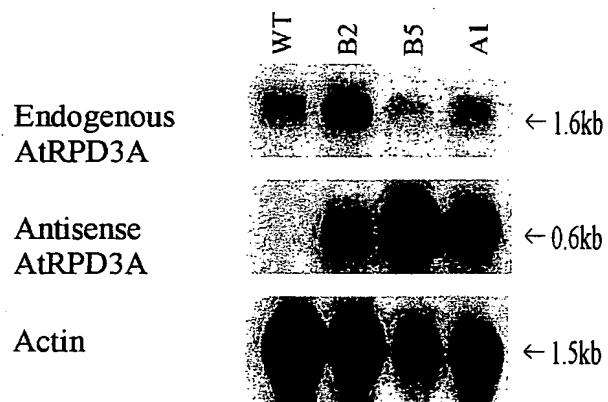 WT B2 B5 A1
Endogenous
AtRPD3A
←1.6kb
Antisense
AtRPD3A
←0.6kb
Actin
←1.5kb